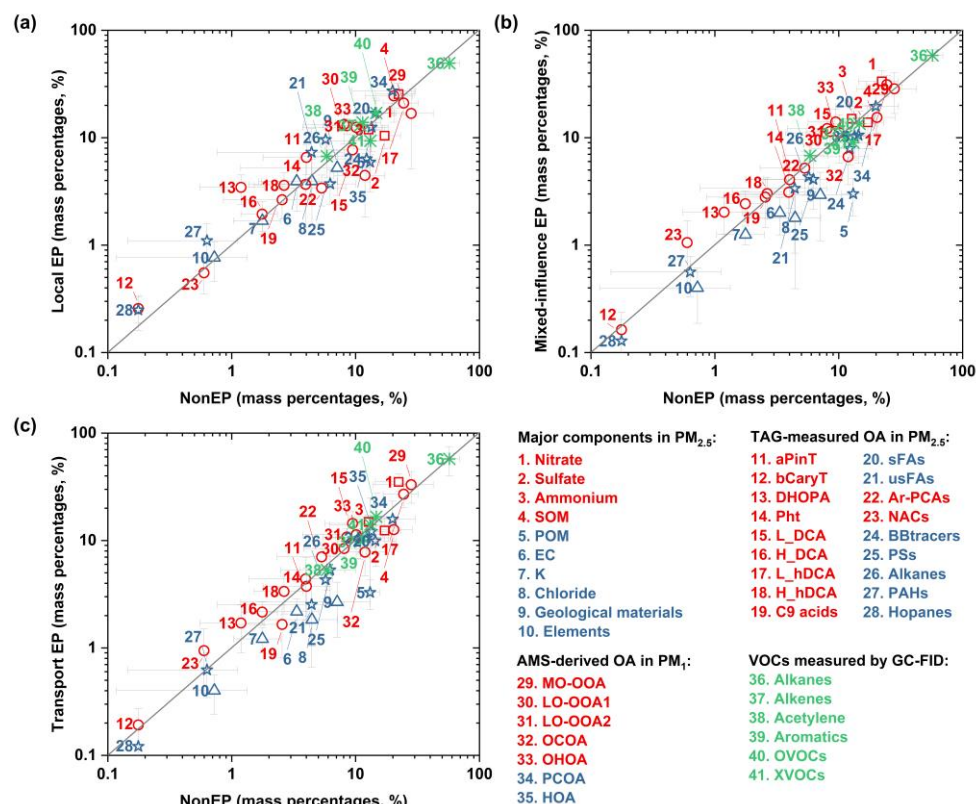 (a)
Local EP (mass percentages, %)
100
10
1
0.1
0.1 1 10 100
NonEP (mass percentages, %)
40
4
36
30
39
34
29
21
33
20
1
38
9
31
3
11
26
41
14
24
17
13
18
32
2
16
22
35
15
6
8
25
27
7
19
10
23
12
28
(b)
Mixed-influence EP (mass percentages, %)
100
10
1
0.1
0.1 1 10 100
NonEP (mass percentages, %)
36
1
3
33
2
4
29
20
11
38
15
31
14
26
30
39
17
22
32
34
18
9
24
16
13
19
6
8
5
7
25
23
21
27
10
12
28
(c)
Transport EP (mass percentages, %)
100
10
1
0.1
0.1 1 10 100
NonEP (mass percentages, %)
40
29
36
15
35
3
33
34
22
31
26
2
17
11
39
14
4
18
9
5
16
32
13
21
27
7
25
19
6
8
23
10
12
28
Major components in PM2.5:
1. Nitrate
2. Sulfate
3. Ammonium
4. SOM
5. POM
6. EC
7. K
8. Chloride
9. Geological materials
10. Elements
TAG-measured OA in PM2.5:
11. aPinT
12. bCaryT
13. DHOPA
14. Pht
15. L_DCA
16. H_DCA
17. L_hDCA
18. H_hDCA
19. C9 acids
20. sFAs
21. usFAs
22. Ar-PCAs
23. NACs
24. BBtracers
25. PSs
26. Alkanes
27. PAHs
28. Hopanes
AMS-derived OA in PM1:
29. MO-OOA
30. LO-OOA1
31. LO-OOA2
32. OCOA
33. OHOA
34. PCOA
35. HOA
VOCs measured by GC-FID:
36. Alkanes
37. Alkenes
38. Acetylene
39. Aromatics
40. OVOCs
41. XVOCs